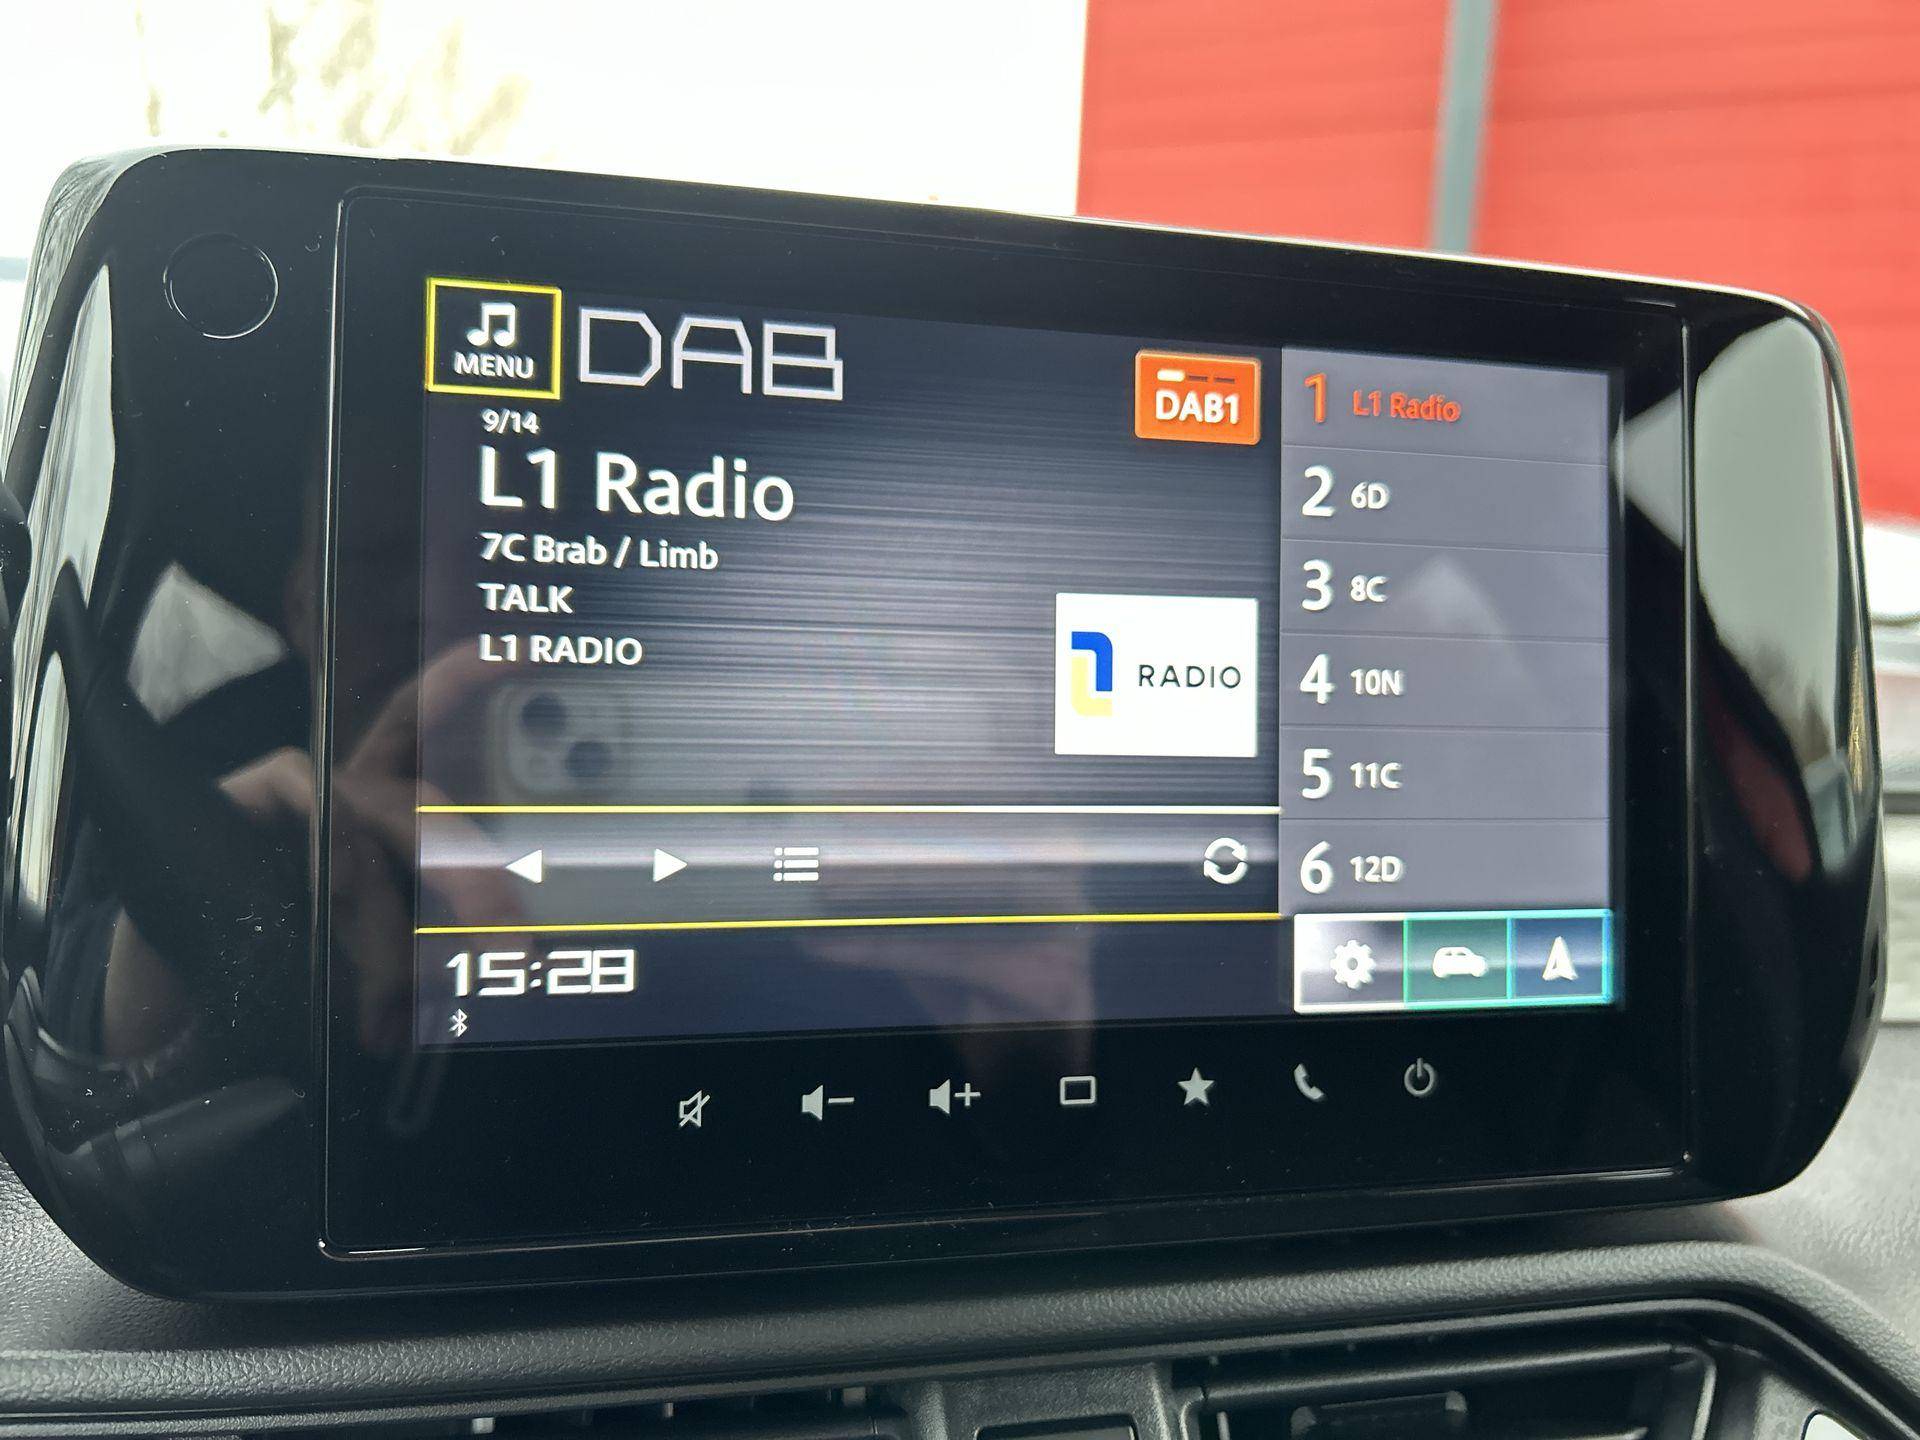 MENU
DAB
DAB1
9/14
L1 Radio
7C Brab / Limb
TALK
L1 RADIO
RADIO
15:28
1 L1 Radio
2 6D
3 8C
4 10N
5 11C
6 12D